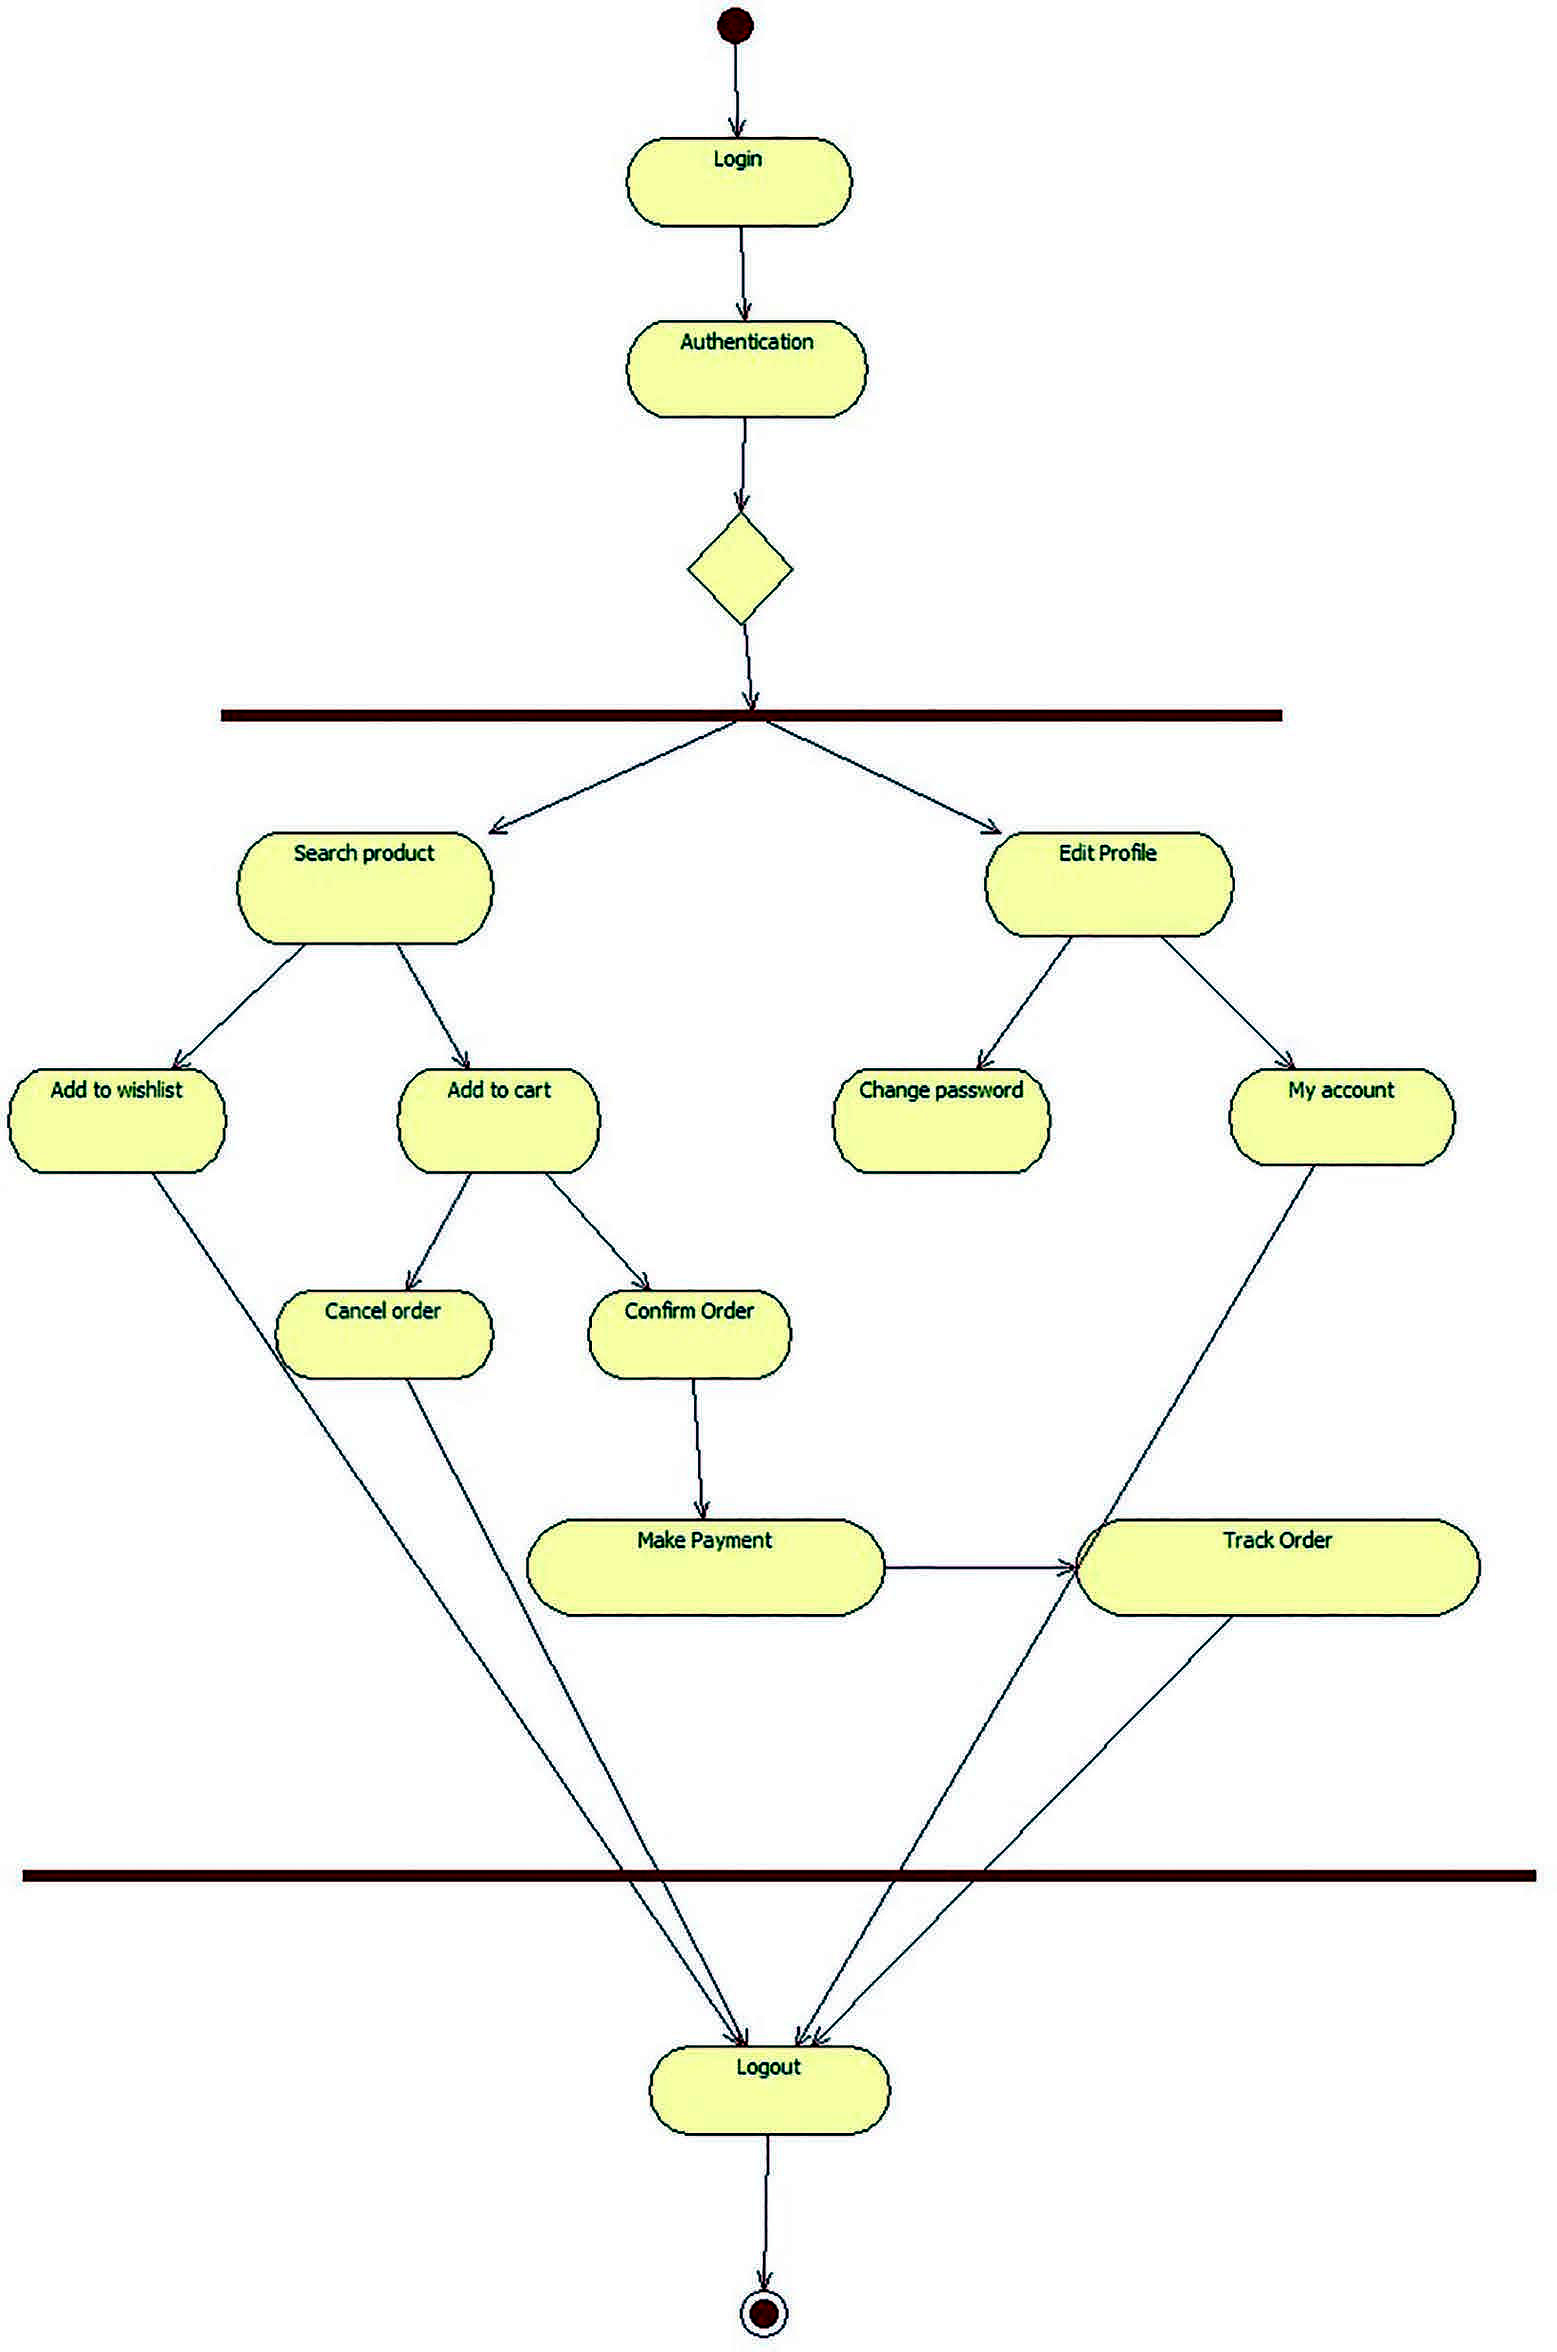 Login
Authentication
Search product
Edit Profile
Add to wishlist
Add to cart
Change password
My account
Cancel order
Confirm Order
Make Payment
Track Order
Logout